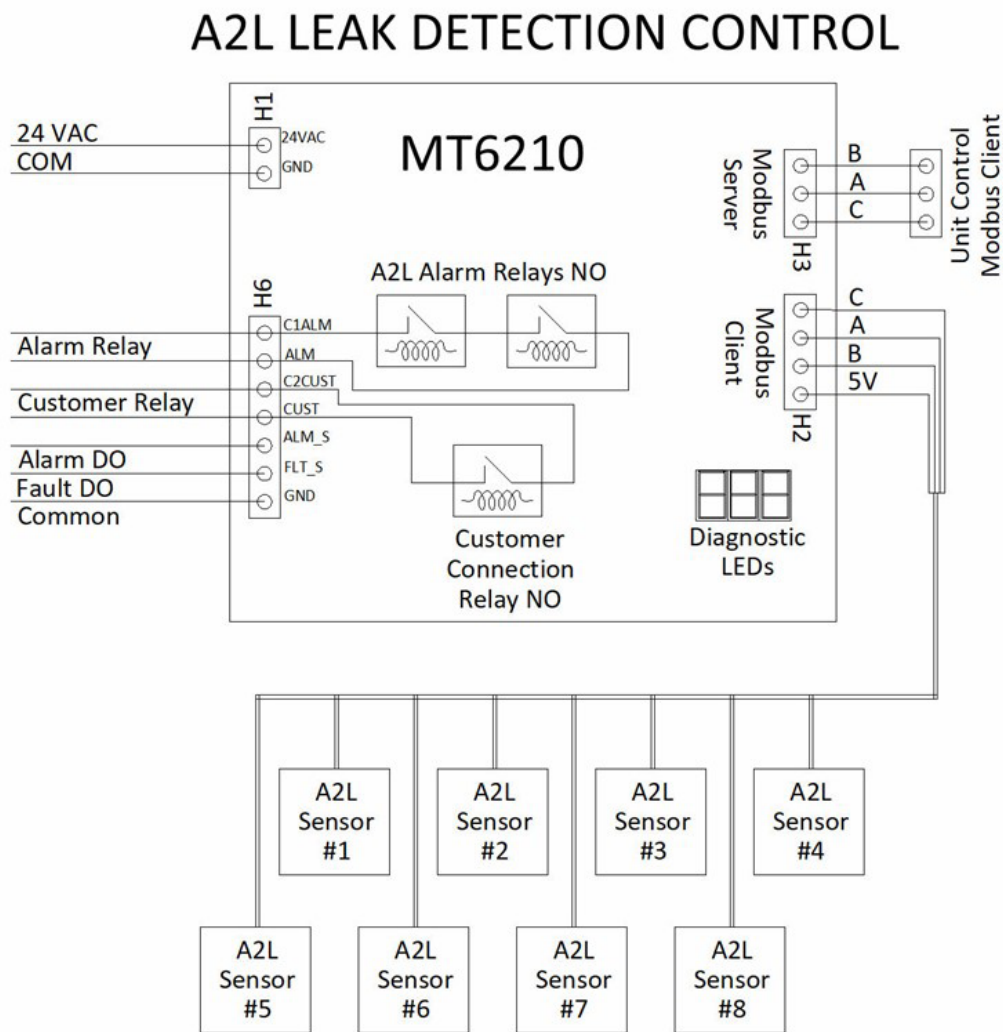 A2L LEAK DETECTION CONTROL
H1
24 VAC
24VAC
COM
GND
MT6210
Modbus
Server
H3
B
A
C
Unit Control
Modbus Client
A2L Alarm Relays NO
H6
C1ALM
Alarm Relay
ALM
C2CUST
Customer Relay
CUST
ALM_S
Alarm DO
FLT_S
Fault DO
GND
Common
Modbus
Client
H2
C
A
B
5V
Customer
Connection
Relay NO
Diagnostic
LEDs
A2L
Sensor
#1
A2L
Sensor
#2
A2L
Sensor
#3
A2L
Sensor
#4
A2L
Sensor
#5
A2L
Sensor
#6
A2L
Sensor
#7
A2L
Sensor
#8